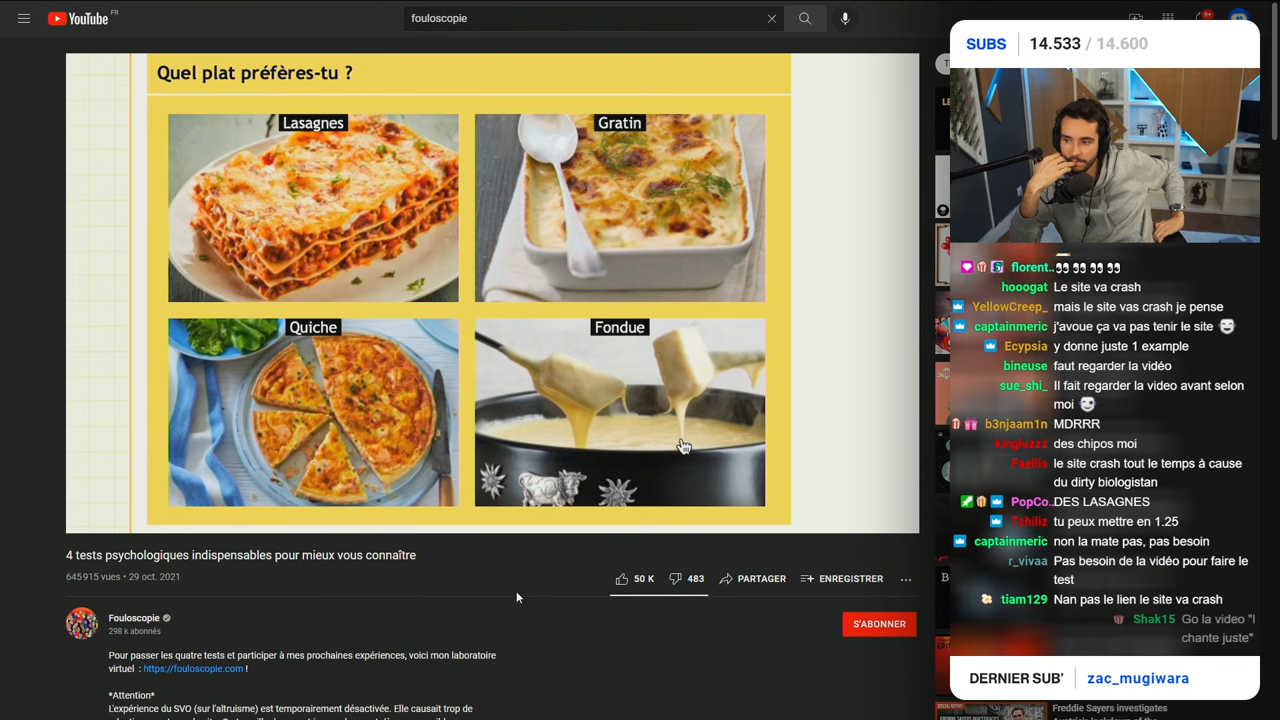 YouTube FR
fouloscopie
9+
SUBS 14.533 / 14.600
Quel plat préfères-tu ?
Lasagnes
Gratin
Quiche
Fondue
4 tests psychologiques indispensables pour mieux vous connaître
645 915 vues • 29 oct. 2021
50 K
483
PARTAGER
ENREGISTRER
Fouloscopie
298 k abonnés
S'ABONNER
Pour passer les quatre tests et participer à mes prochaines expériences, voici mon laboratoire
virtuel : https://fouloscopie.com !
*Attention*
L'expérience du SVO (sur l'altruisme) est temporairement désactivée. Elle causait trop de
florent..
hooogat Le site va crash
YellowCreep_ mais le site vas crash je pense
captainmeric j'avoue ça va pas tenir le site
Ecypsia y donne juste 1 example
bineuse faut regarder la vidéo
sue_shi_ Il fait regarder la video avant selon
moi
b3njaam1n MDRRR
kingluzzz des chipos moi
Faellis le site crash tout le temps à cause
du dirty biologistan
PopCo.. DES LASAGNES
Tchiliz tu peux mettre en 1.25
captainmeric non la mate pas, pas besoin
r_vivaa Pas besoin de la vidéo pour faire le
test
tiam129 Nan pas le lien le site va crash
Shak15 Go la video "I
chante juste"
DERNIER SUB' zac_mugiwara
Freddie Sayers investigates